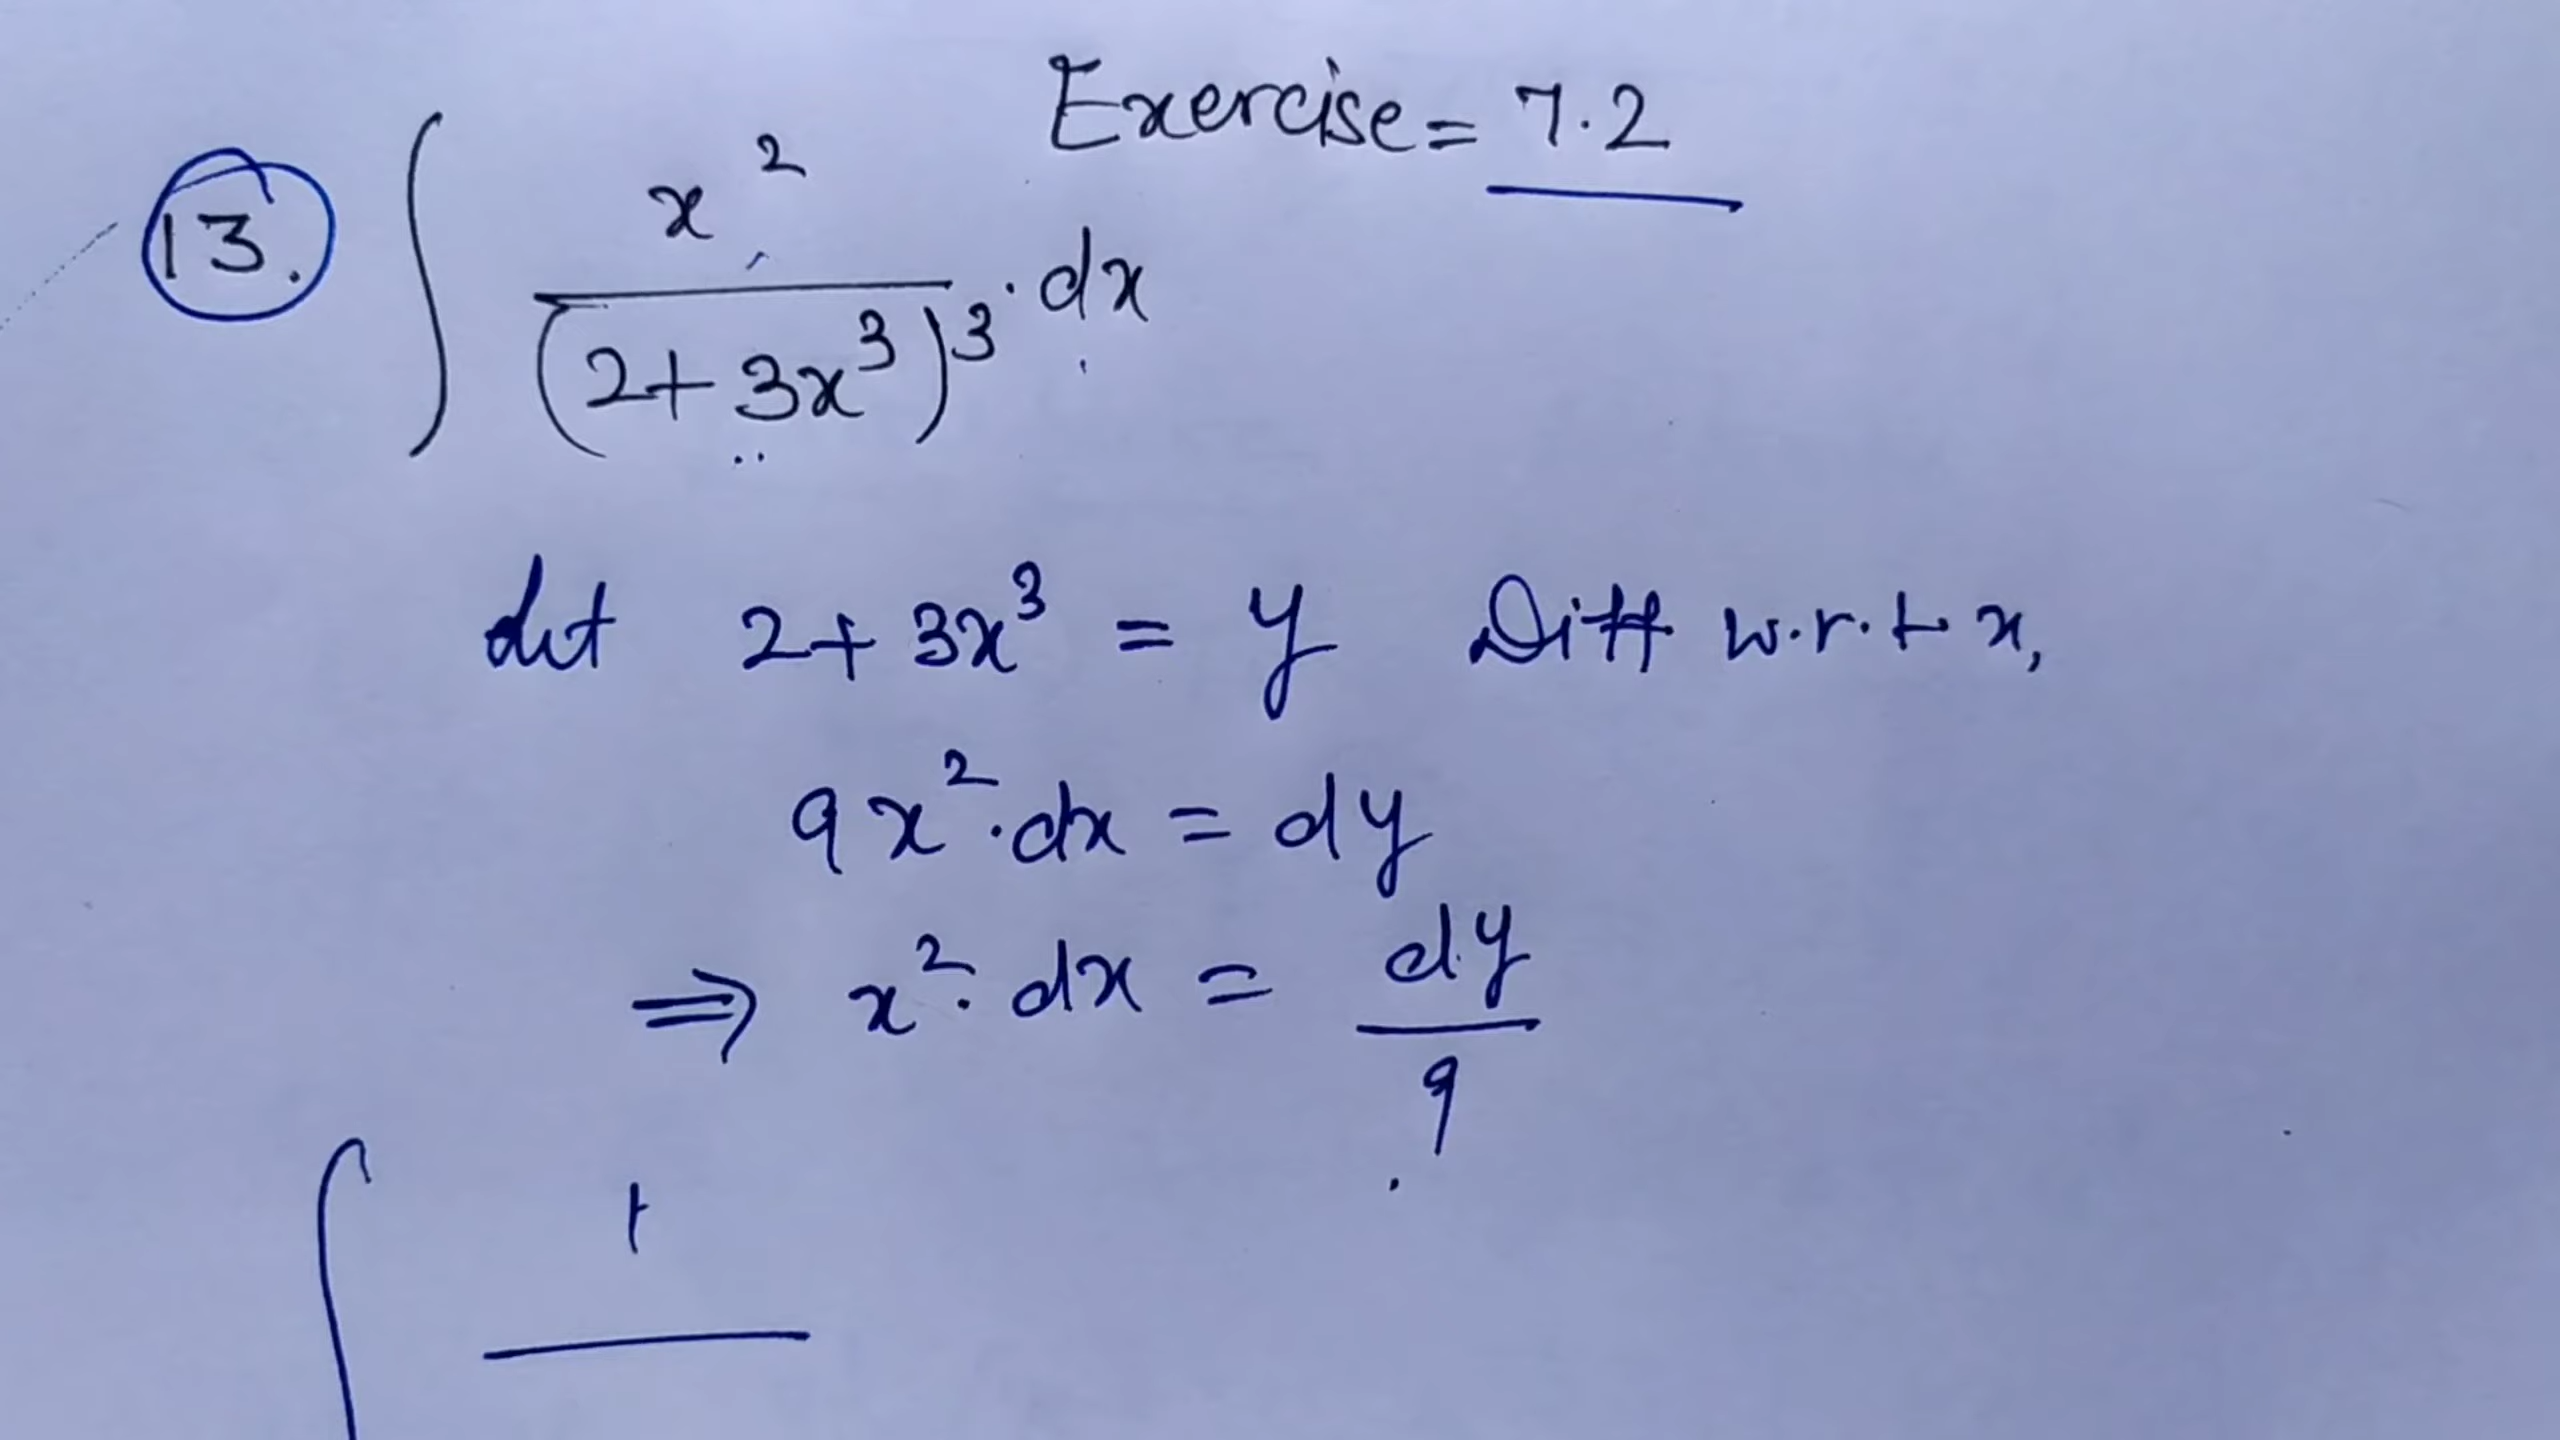 Exercise = 7.2
13. ∫ x² / (2+3x³)³ · dx
Let 2+3x³ = y Diff w.r.t x,
9x²·dx = dy
⇒ x²·dx = dy/9
∫ 1